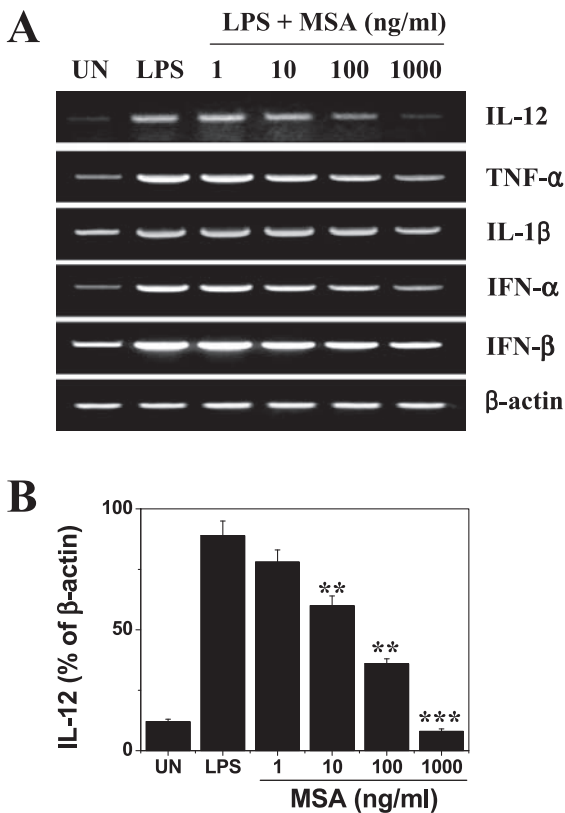 A
LPS + MSA (ng/ml)
UN LPS 1 10 100 1000
IL-12
TNF-α
IL-1β
IFN-α
IFN-β
β-actin
B
IL-12 (% of β-actin)
100
50
0
**
**
***
UN LPS 1 10 100 1000
MSA (ng/ml)